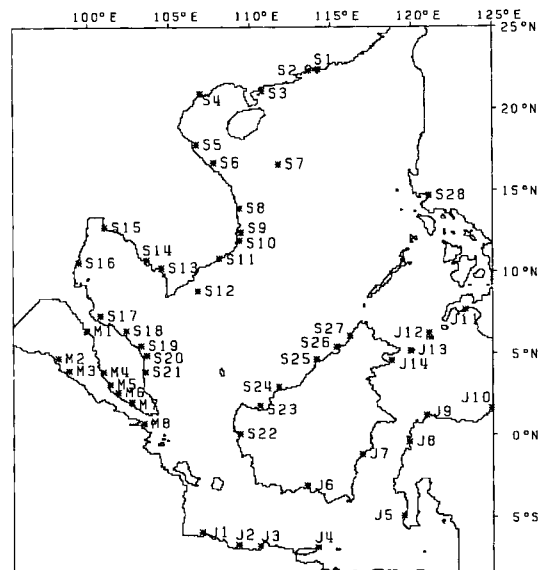 100°E 105°E 110°E 115°E 120°E 125°E
25°N
S2 S1
S3
S4
20°N
S5
S6 S7
S28
15°N
S8
S15 S9
S10
S14
S16 S13 S11
10°N
S12
S17 J11
M1 S18 S27 J12
S19 S26 J13
M2 S20 S25 J14
5°N
M3 M4 S21
M5 S24
M6
M7 S23 J10
M8 J9
S22 J8
0°N
J7
J6
J5
5°S
J1 J2 J3 J4